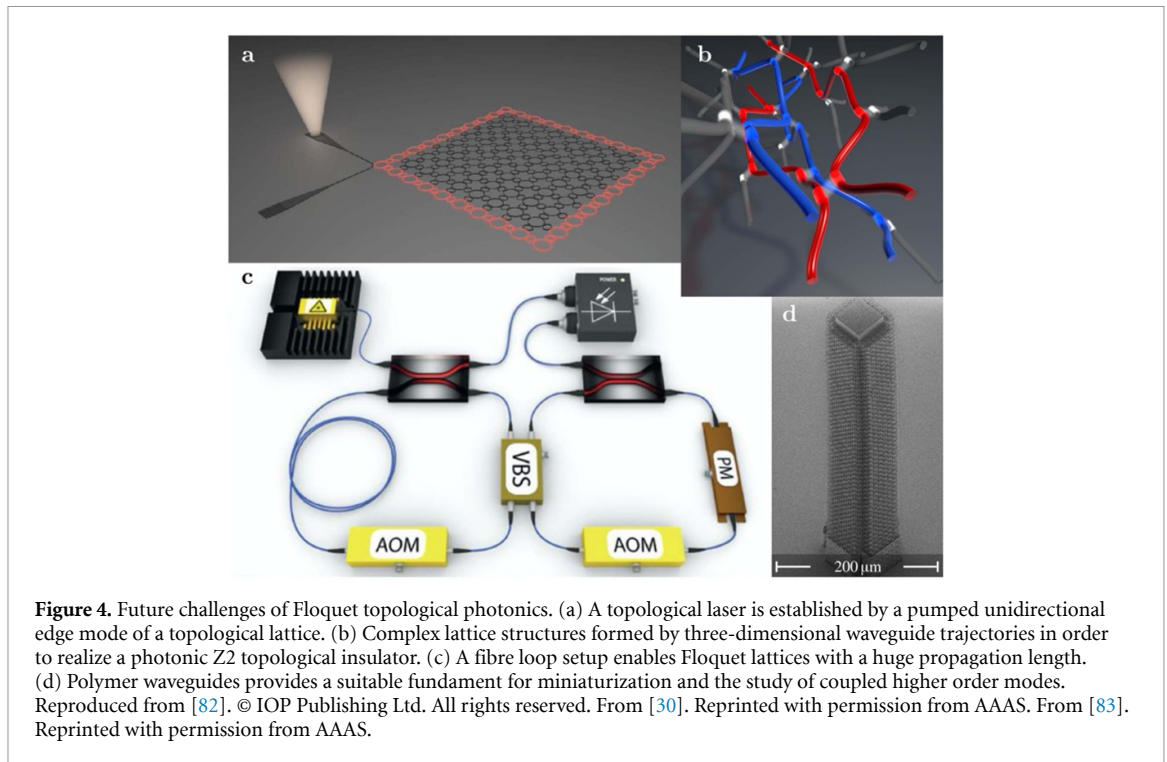 a
b
POWER
c
d
VBS
PM
AOM
AOM
200 μm
Figure 4. Future challenges of Floquet topological photonics. (a) A topological laser is established by a pumped unidirectional
edge mode of a topological lattice. (b) Complex lattice structures formed by three-dimensional waveguide trajectories in order
to realize a photonic Z2 topological insulator. (c) A fibre loop setup enables Floquet lattices with a huge propagation length.
(d) Polymer waveguides provides a suitable fundament for miniaturization and the study of coupled higher order modes.
Reproduced from [82]. © IOP Publishing Ltd. All rights reserved. From [30]. Reprinted with permission from AAAS. From [83].
Reprinted with permission from AAAS.